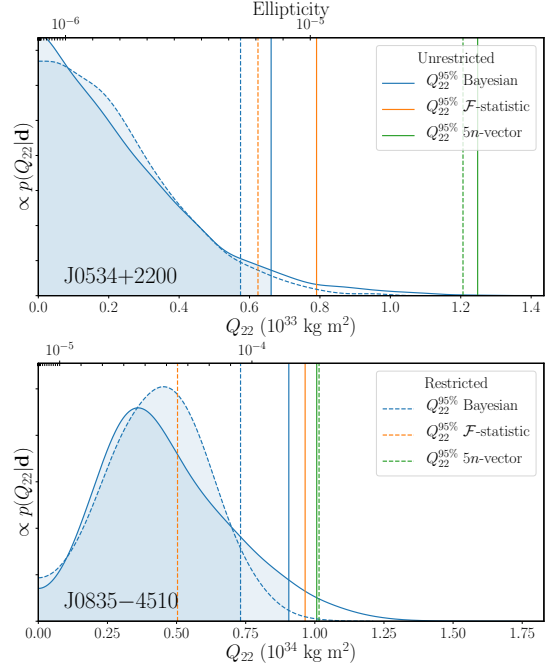 Ellipticity
10⁻⁶ 10⁻⁵
∝ p(Q₂₂|d)
Unrestricted
Q₂₂^95% Bayesian
Q₂₂^95% F-statistic
Q₂₂^95% 5n-vector
J0534+2200
0.0 0.2 0.4 0.6 0.8 1.0 1.2 1.4
Q₂₂ (10³³ kg m²)
10⁻⁵ 10⁻⁴
∝ p(Q₂₂|d)
Restricted
Q₂₂^95% Bayesian
Q₂₂^95% F-statistic
Q₂₂^95% 5n-vector
J0835−4510
0.00 0.25 0.50 0.75 1.00 1.25 1.50 1.75
Q₂₂ (10³⁴ kg m²)